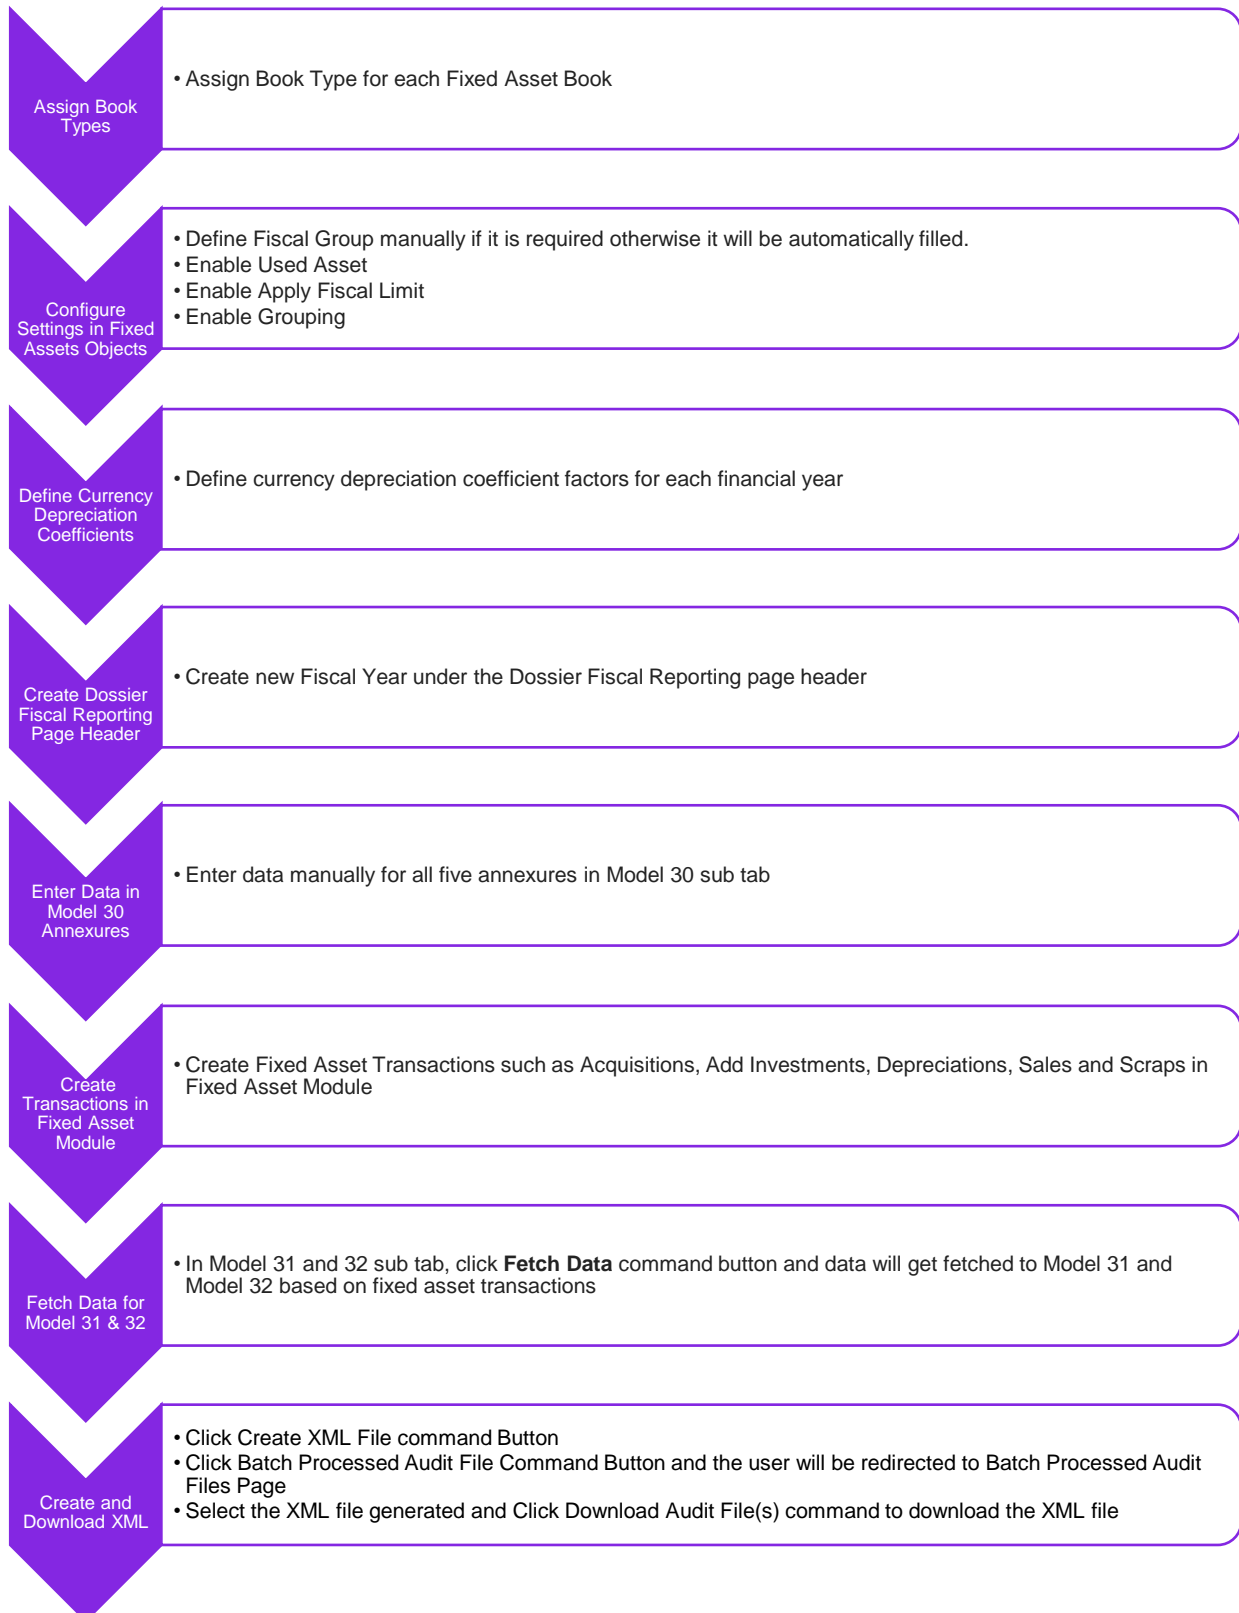 Assign Book
Types
• Assign Book Type for each Fixed Asset Book
Configure
Settings in Fixed
Assets Objects
• Define Fiscal Group manually if it is required otherwise it will be automatically filled.
• Enable Used Asset
• Enable Apply Fiscal Limit
• Enable Grouping
Define Currency
Depreciation
Coefficients
• Define currency depreciation coefficient factors for each financial year
Create Dossier
Fiscal Reporting
Page Header
• Create new Fiscal Year under the Dossier Fiscal Reporting page header
Enter Data in
Model 30
Annexures
• Enter data manually for all five annexures in Model 30 sub tab
Create
Transactions in
Fixed Asset
Module
• Create Fixed Asset Transactions such as Acquisitions, Add Investments, Depreciations, Sales and Scraps in
Fixed Asset Module
Fetch Data for
Model 31 & 32
• In Model 31 and 32 sub tab, click Fetch Data command button and data will get fetched to Model 31 and
Model 32 based on fixed asset transactions
Create and
Download XML
• Click Create XML File command Button
• Click Batch Processed Audit File Command Button and the user will be redirected to Batch Processed Audit
Files Page
• Select the XML file generated and Click Download Audit File(s) command to download the XML file